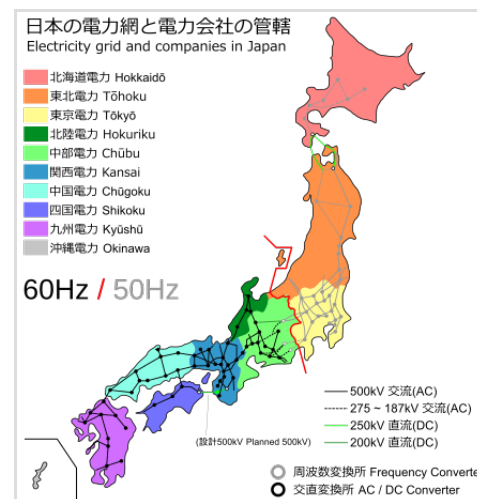 日本の電力網と電力会社の管轄
Electricity grid and companies in Japan
北海道電力 Hokkaidō
東北電力 Tōhoku
東京電力 Tōkyō
北陸電力 Hokuriku
中部電力 Chūbu
関西電力 Kansai
中国電力 Chūgoku
四国電力 Shikoku
九州電力 Kyūshū
沖縄電力 Okinawa
60Hz / 50Hz
500kV 交流(AC)
275 ~ 187kV 交流(AC)
250kV 直流(DC)
200kV 直流(DC)
(設計500kV Planned 500kV)
周波数変換所 Frequency Converte
交直変換所 AC / DC Converter